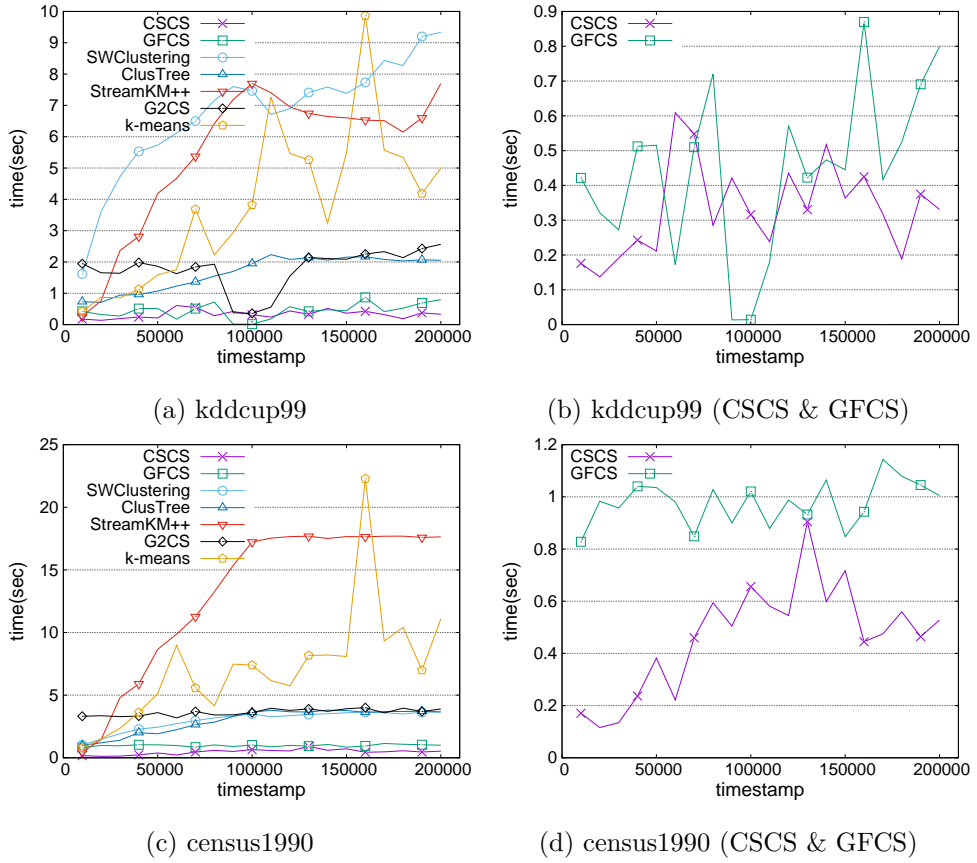 CSCS
GFCS
SWClustering
ClusTree
StreamKM++
G2CS
k-means
10
9
8
7
6
5
4
3
2
1
0
time(sec)
0 50000 100000 150000 200000
timestamp
(a) kddcup99
CSCS
GFCS
0.9
0.8
0.7
0.6
0.5
0.4
0.3
0.2
0.1
0
time(sec)
0 50000 100000 150000 200000
timestamp
(b) kddcup99 (CSCS & GFCS)
CSCS
GFCS
SWClustering
ClusTree
StreamKM++
G2CS
k-means
25
20
15
10
5
0
time(sec)
0 50000 100000 150000 200000
timestamp
(c) census1990
CSCS
GFCS
1.2
1
0.8
0.6
0.4
0.2
0
time(sec)
0 50000 100000 150000 200000
timestamp
(d) census1990 (CSCS & GFCS)